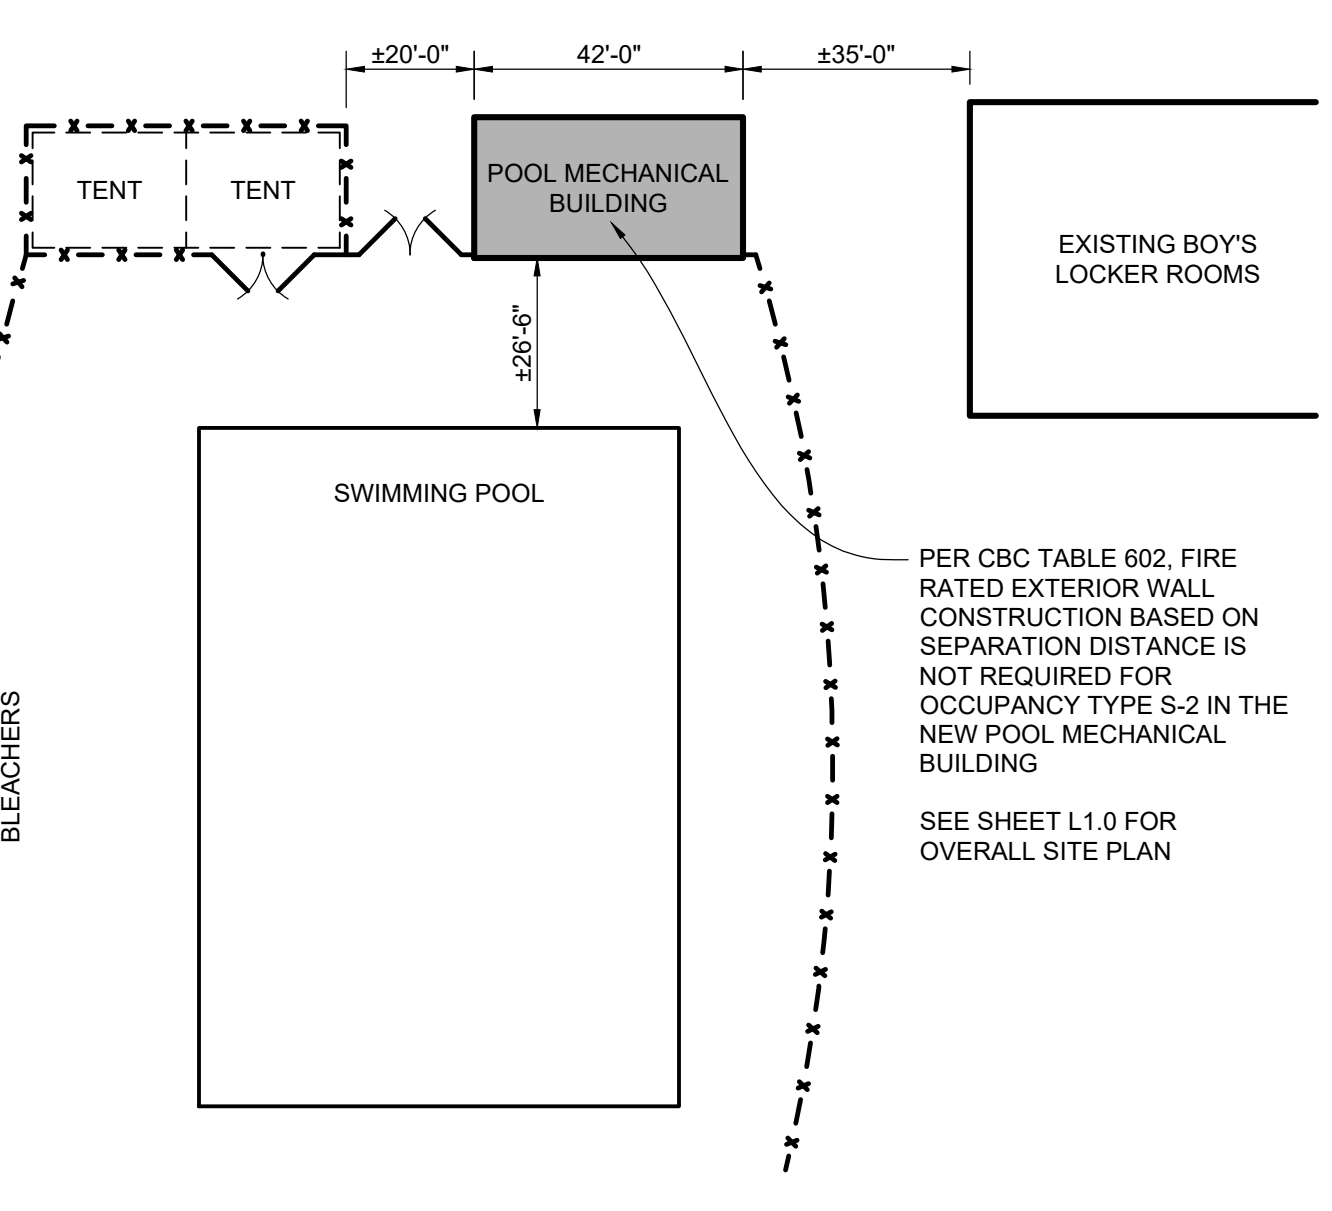 ±20'-0"
42'-0"
±35'-0"
TENT
TENT
POOL MECHANICAL
BUILDING
EXISTING BOY'S
LOCKER ROOMS
±26'-6"
SWIMMING POOL
PER CBC TABLE 602, FIRE
RATED EXTERIOR WALL
CONSTRUCTION BASED ON
SEPARATION DISTANCE IS
NOT REQUIRED FOR
OCCUPANCY TYPE S-2 IN THE
NEW POOL MECHANICAL
BUILDING
SEE SHEET L1.0 FOR
OVERALL SITE PLAN
BLEACHERS